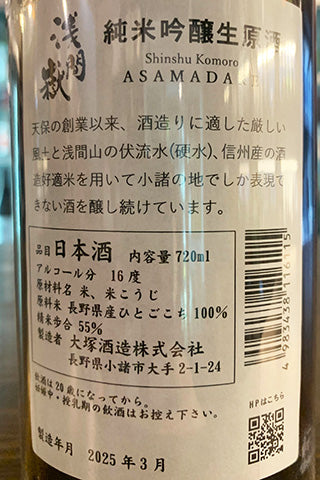 浅間嶽
純米吟醸生原酒
Shinshu Komoro
ASAMADAKE
天保の創業以来、酒造りに適した厳しい
風土と浅間山の伏流水(硬水)、信州産の酒
造好適米を用いて小諸の地でしか表現で
きない酒を醸し続けています。
品目 日本酒 内容量 720ml
アルコール分 16度
原材料名 米、米こうじ
原料米 長野県産ひとごこち 100%
精米歩合 55%
製造者 大塚酒造株式会社
長野県小諸市大手 2-1-24
4983438116115
飲酒は20歳になってから。
妊娠中・授乳期の飲酒はお控え下さい。
HPはこちら
製造年月 2025年3月